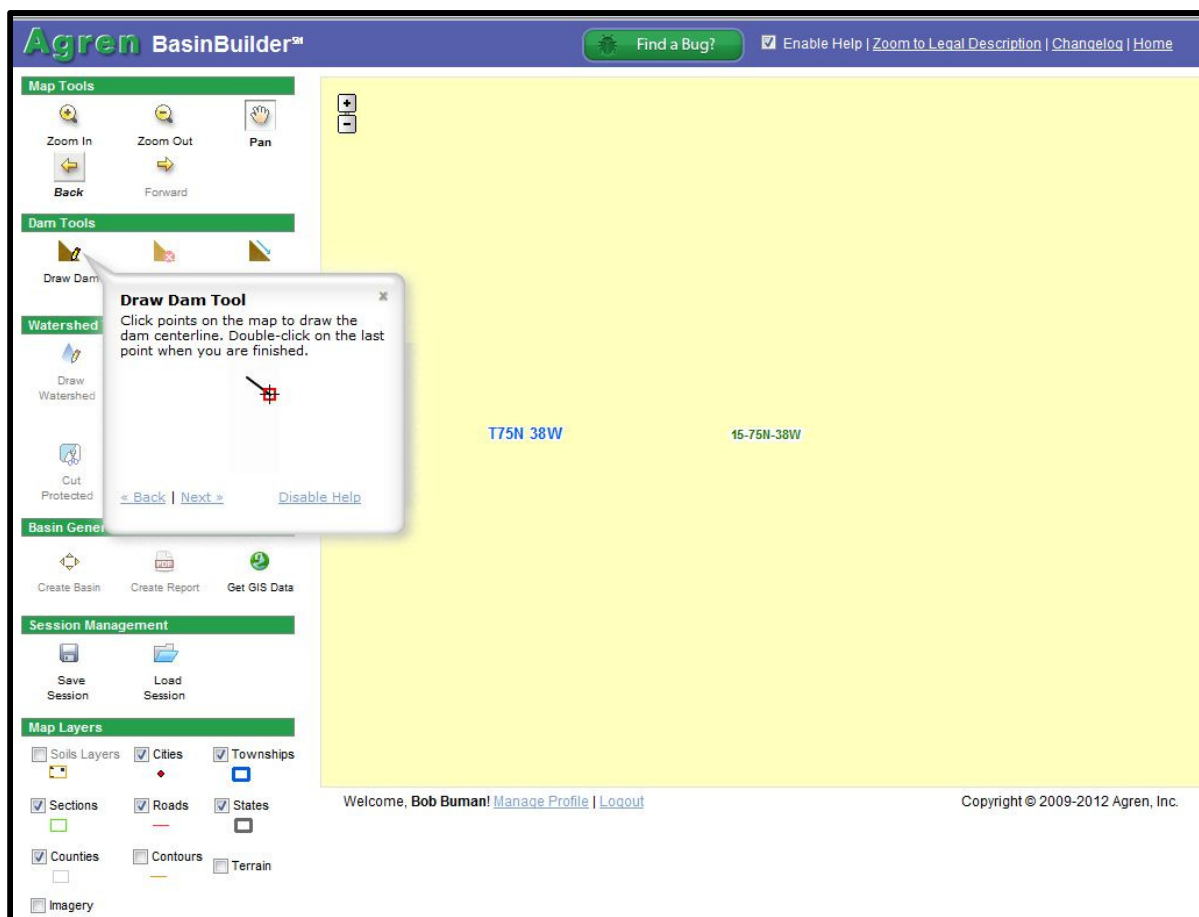 Agren BasinBuilder℠
Find a Bug?
Enable Help | Zoom to Legal Description | Changelog | Home
Map Tools
Zoom In Zoom Out Pan
Back Forward
Dam Tools
Draw Dam
Draw Dam Tool x
Click points on the map to draw the
dam centerline. Double-click on the last
point when you are finished.
« Back | Next » Disable Help
Watershed
Draw
Watershed
Cut
Protected
T75N-38W 15-75N-38W
Basin Gener
Create Basin Create Report Get GIS Data
Session Management
Save
Session
Load
Session
Map Layers
Soils Layers Cities Townships
Sections Roads States
Counties Contours Terrain
Imagery
Welcome, Bob Buman! Manage Profile | Logout
Copyright © 2009-2012 Agren, Inc.